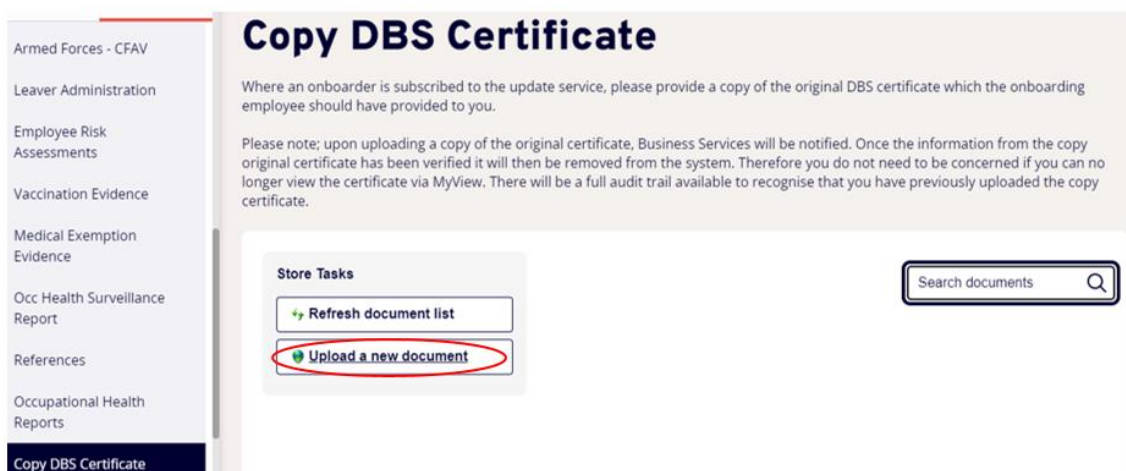 Armed Forces - CFAV
Leaver Administration
Employee Risk
Assessments
Vaccination Evidence
Medical Exemption
Evidence
Occ Health Surveillance
Report
References
Occupational Health
Reports
Copy DBS Certificate
Copy DBS Certificate
Where an onboarder is subscribed to the update service, please provide a copy of the original DBS certificate which the onboarding
employee should have provided to you.
Please note; upon uploading a copy of the original certificate, Business Services will be notified. Once the information from the copy
original certificate has been verified it will then be removed from the system. Therefore you do not need to be concerned if you can no
longer view the certificate via MyView. There will be a full audit trail available to recognise that you have previously uploaded the copy
certificate.
Store Tasks
Refresh document list
Upload a new document
Search documents